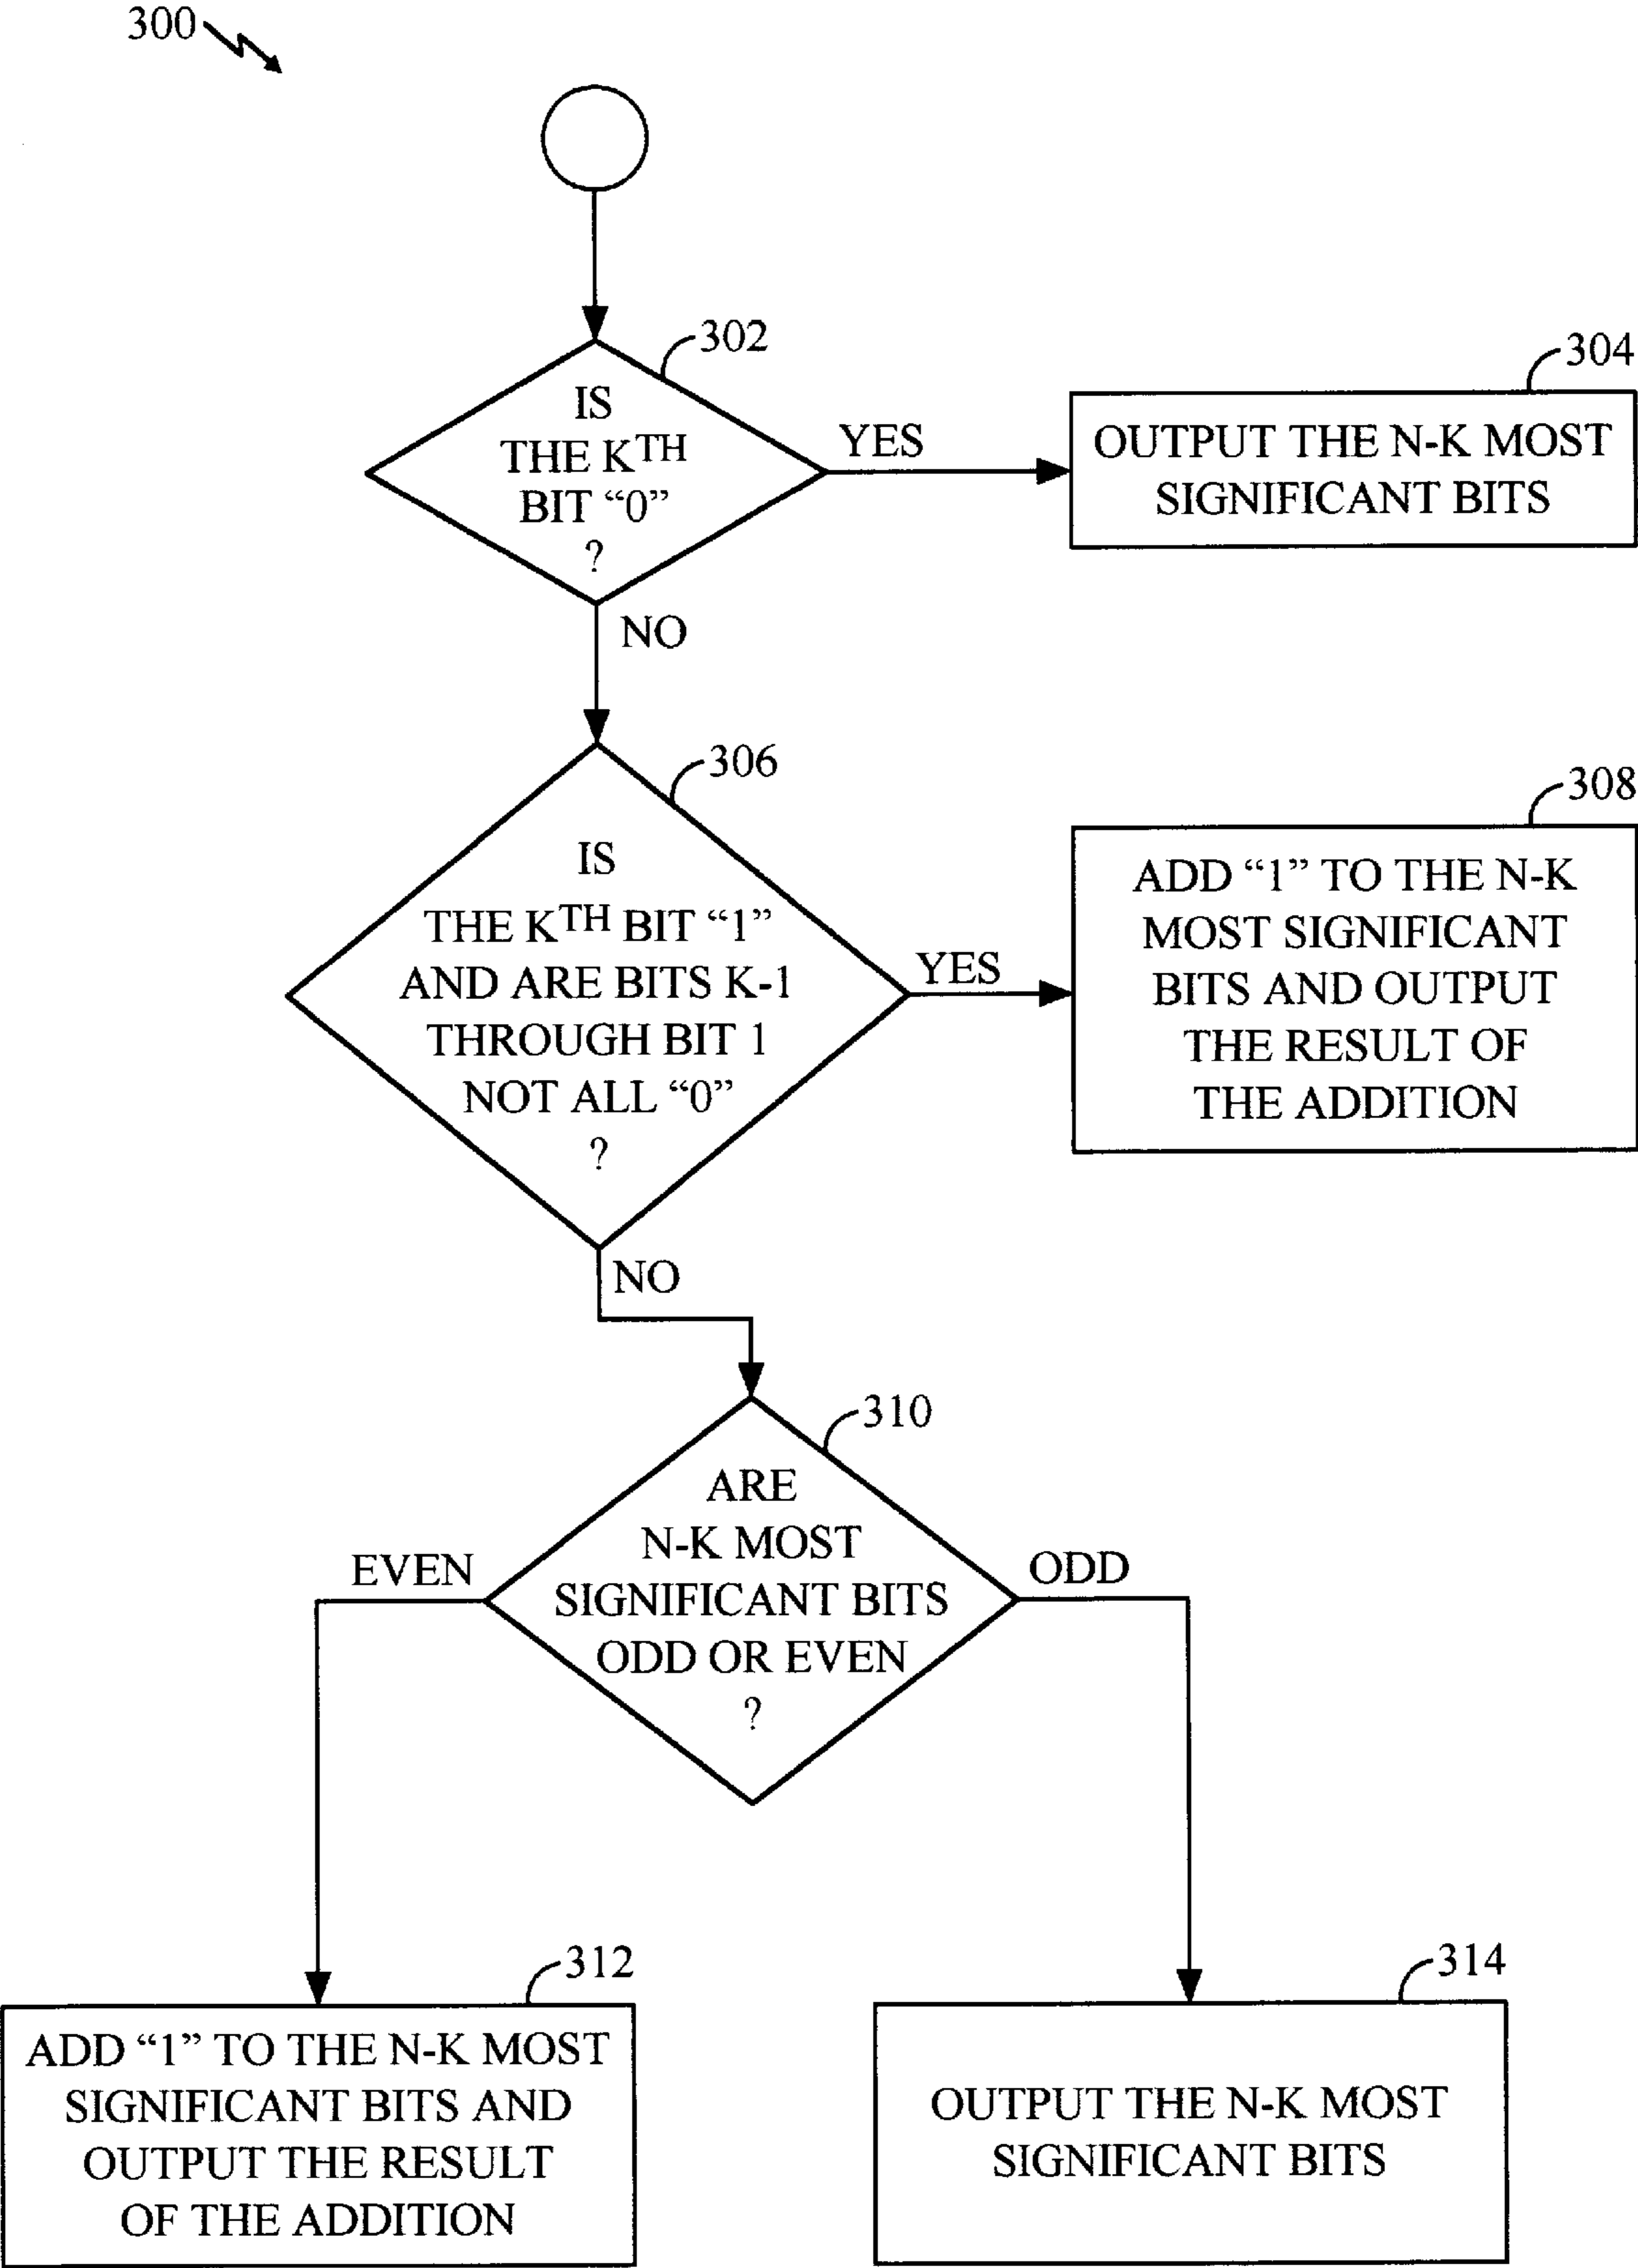 300
302
IS
THE KTH
BIT “0”
?
YES
304
OUTPUT THE N-K MOST
SIGNIFICANT BITS
NO
306
IS
THE KTH BIT “1”
AND ARE BITS K-1
THROUGH BIT 1
NOT ALL “0”
?
YES
308
ADD “1” TO THE N-K
MOST SIGNIFICANT
BITS AND OUTPUT
THE RESULT OF
THE ADDITION
NO
310
ARE
N-K MOST
SIGNIFICANT BITS
ODD OR EVEN
?
EVEN
ODD
312
ADD “1” TO THE N-K MOST
SIGNIFICANT BITS AND
OUTPUT THE RESULT
OF THE ADDITION
314
OUTPUT THE N-K MOST
SIGNIFICANT BITS